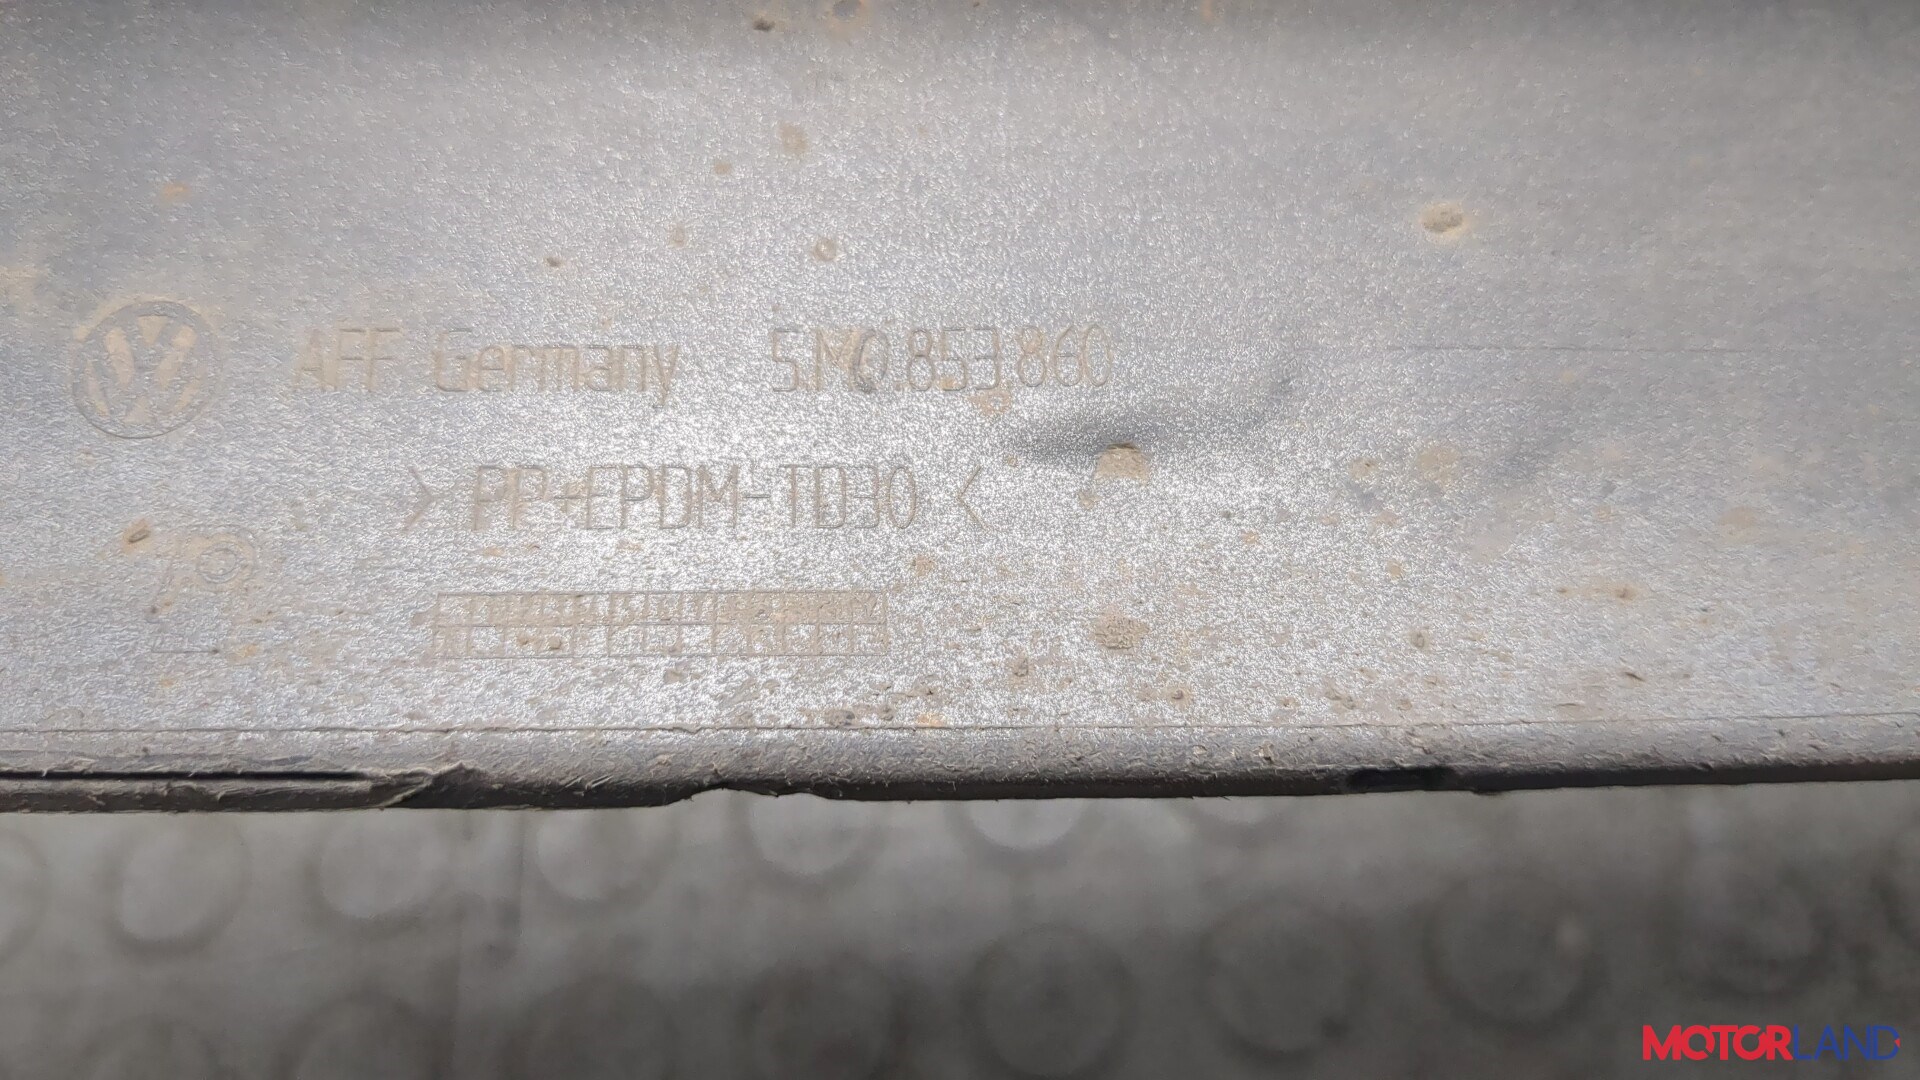 AFF Germany 5M0.853.860
> PP+EPDM-TD30 <
MOTORLAND